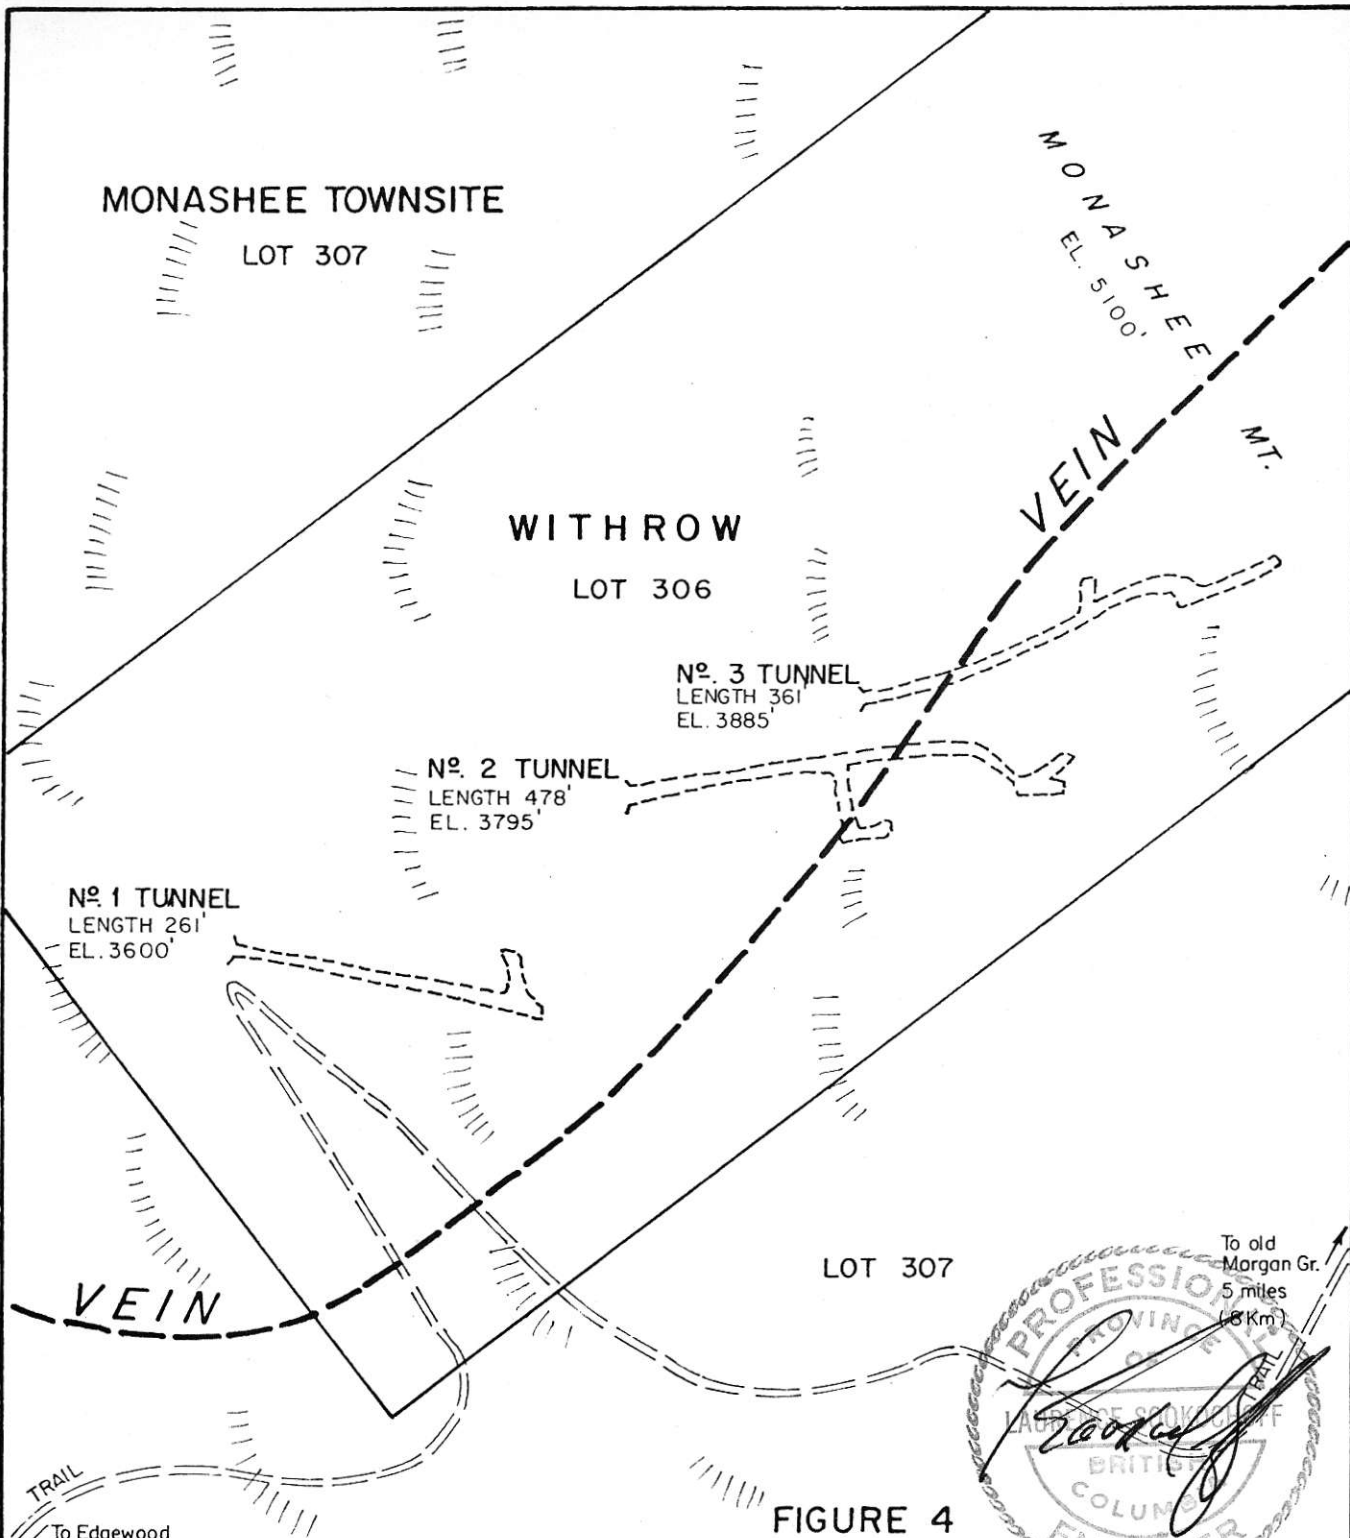 MONASHEE TOWNSITE
LOT 307
MONASHEE
EL. 5100'
MT.
VEIN
WITHROW
LOT 306
Nº. 3 TUNNEL
LENGTH 361'
EL. 3885'
Nº. 2 TUNNEL
LENGTH 478'
EL. 3795'
Nº. 1 TUNNEL
LENGTH 261'
EL. 3600'
VEIN
LOT 307
To old
Morgan Gr.
5 miles
(8 Km)
TRAIL
PROFESSIONAL
PROVINCE
OF
LAURENCE SOOKOCHOFF
BRITISH
COLUMBIA
TRAIL
To Edgewood
FIGURE 4